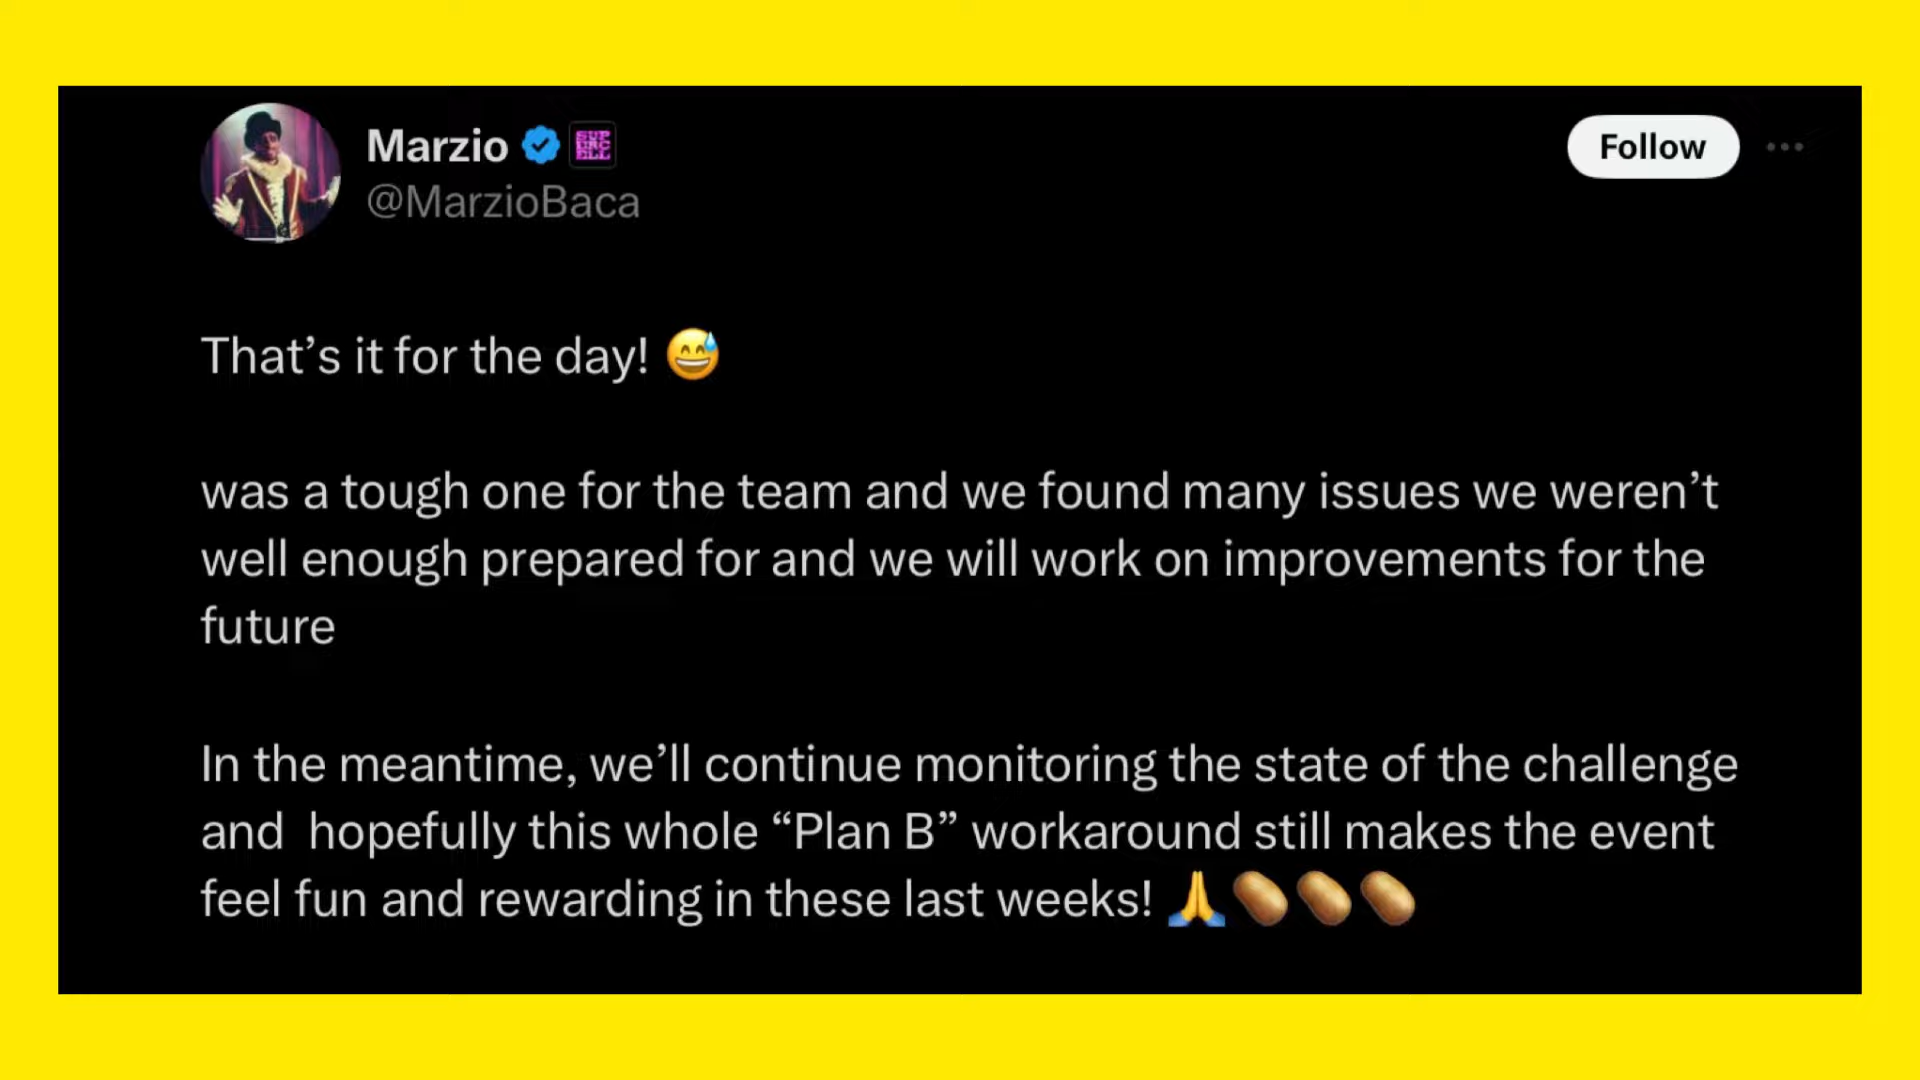 Marzio
SUPERCELL
@MarzioBaca
Follow
That’s it for the day! 😅
was a tough one for the team and we found many issues we weren’t
well enough prepared for and we will work on improvements for the
future
In the meantime, we’ll continue monitoring the state of the challenge
and  hopefully this whole “Plan B” workaround still makes the event
feel fun and rewarding in these last weeks! 🙏🥔🥔🥔